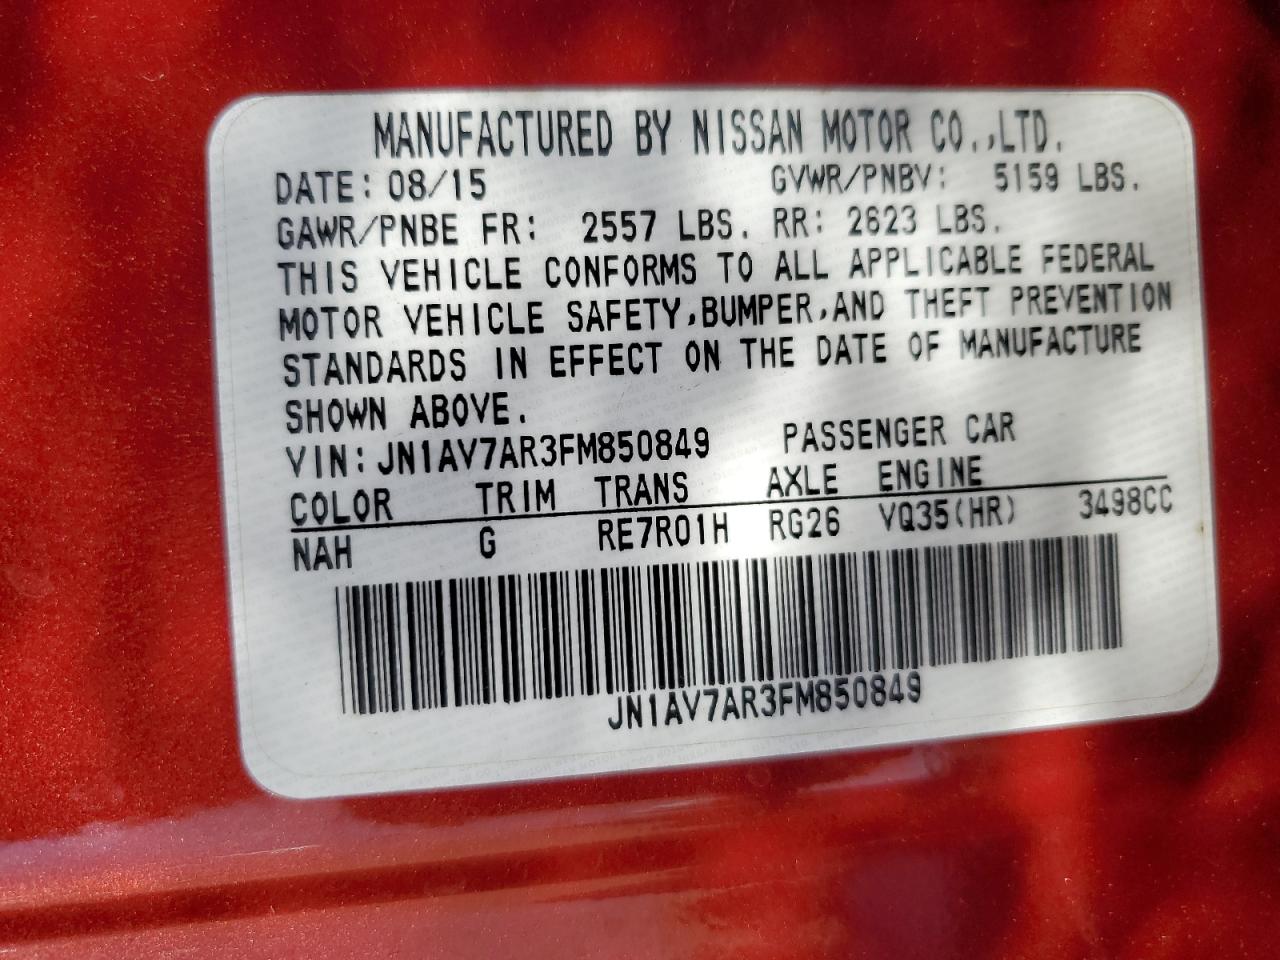 MANUFACTURED BY NISSAN MOTOR CO.,LTD.
DATE: 08/15 GVWR/PNBV: 5159 LBS.
GAWR/PNBE FR: 2557 LBS. RR: 2623 LBS.
THIS VEHICLE CONFORMS TO ALL APPLICABLE FEDERAL
MOTOR VEHICLE SAFETY,BUMPER,AND THEFT PREVENTION
STANDARDS IN EFFECT ON THE DATE OF MANUFACTURE
SHOWN ABOVE.
VIN: JN1AV7AR3FM850849 PASSENGER CAR
COLOR TRIM TRANS AXLE ENGINE
NAH G RE7R01H RG26 VQ35(HR) 3498CC
JN1AV7AR3FM850849